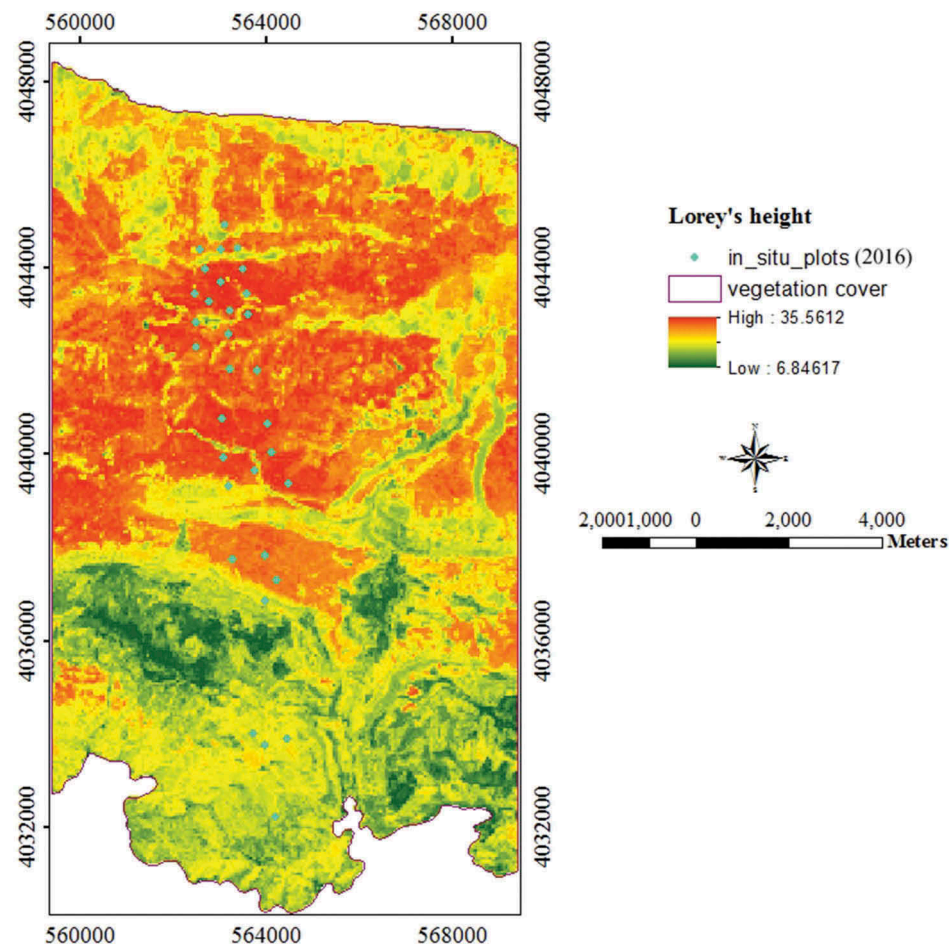 560000 564000 568000
4048000 4048000
4044000 4044000
4040000 4040000
4036000 4036000
4032000 4032000
560000 564000 568000
Lorey's height
in_situ_plots (2016)
vegetation cover
High : 35.5612
Low : 6.84617
N
S
2,0001,000 0 2,000 4,000
Meters